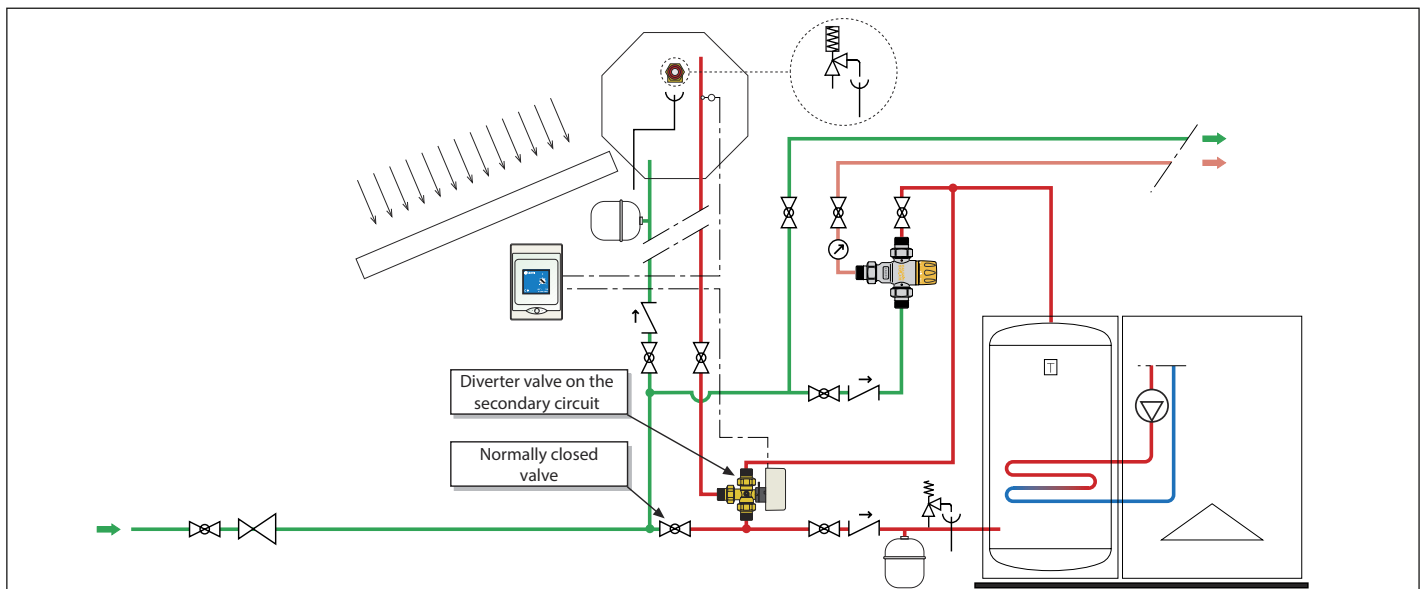 Diverter valve on the
secondary circuit
Normally closed
valve
T